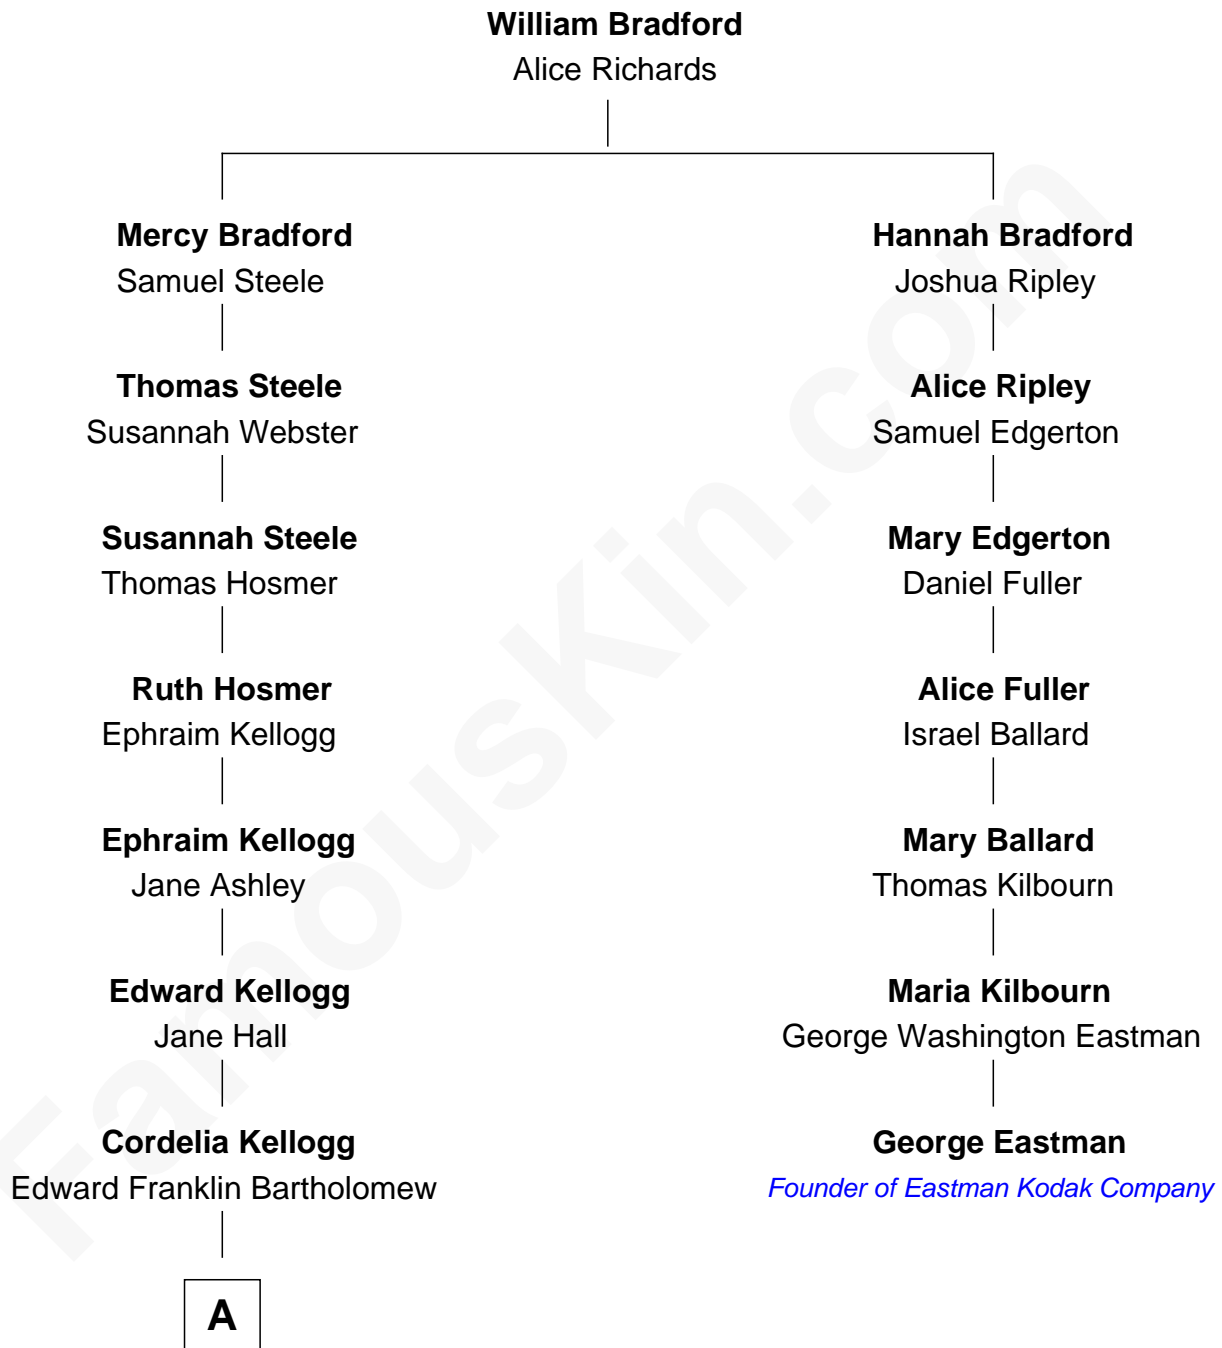 William Bradford
Alice Richards
Mercy Bradford
Samuel Steele
Hannah Bradford
Joshua Ripley
Thomas Steele
Susannah Webster
Alice Ripley
Samuel Edgerton
Susannah Steele
Thomas Hosmer
Mary Edgerton
Daniel Fuller
Ruth Hosmer
Ephraim Kellogg
Alice Fuller
Israel Ballard
Ephraim Kellogg
Jane Ashley
Mary Ballard
Thomas Kilbourn
Edward Kellogg
Jane Hall
Maria Kilbourn
George Washington Eastman
Cordelia Kellogg
Edward Franklin Bartholomew
George Eastman
Founder of Eastman Kodak Company
A
FamousKin.com